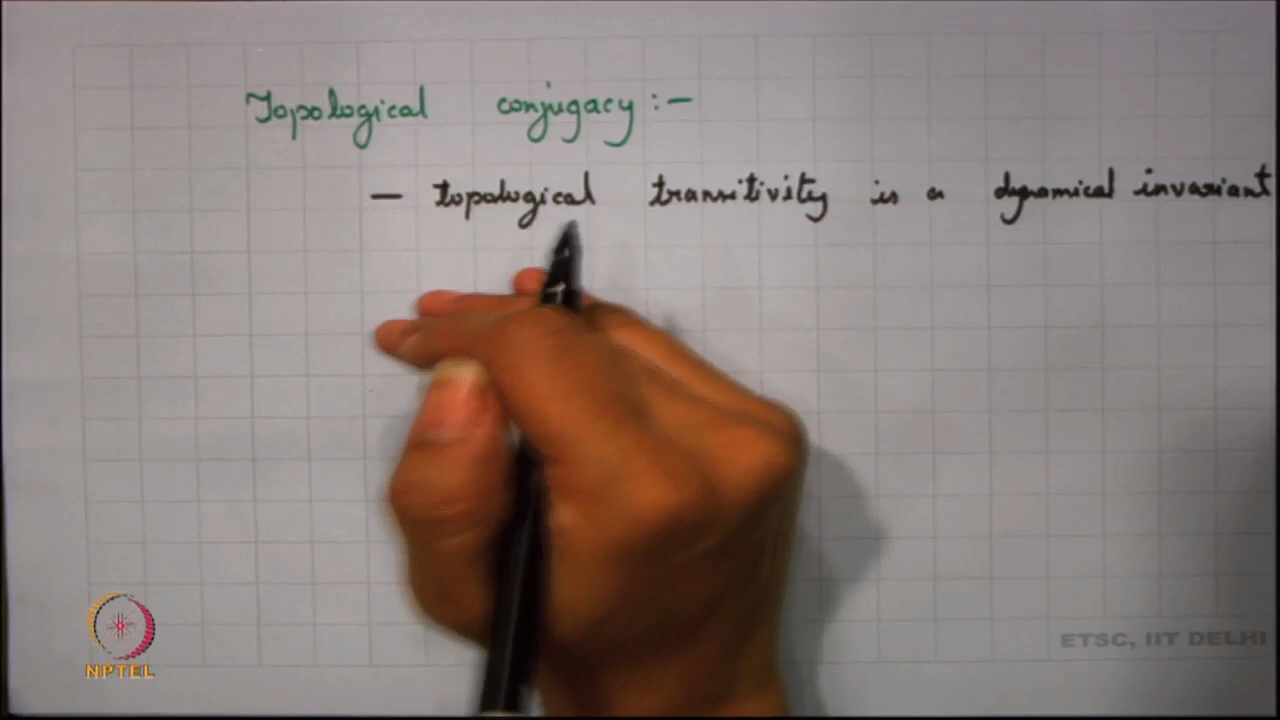 Topological conjugacy :-
— topological transitivity is a dynamical invariant
NPTEL
ETSC, IIT DELHI